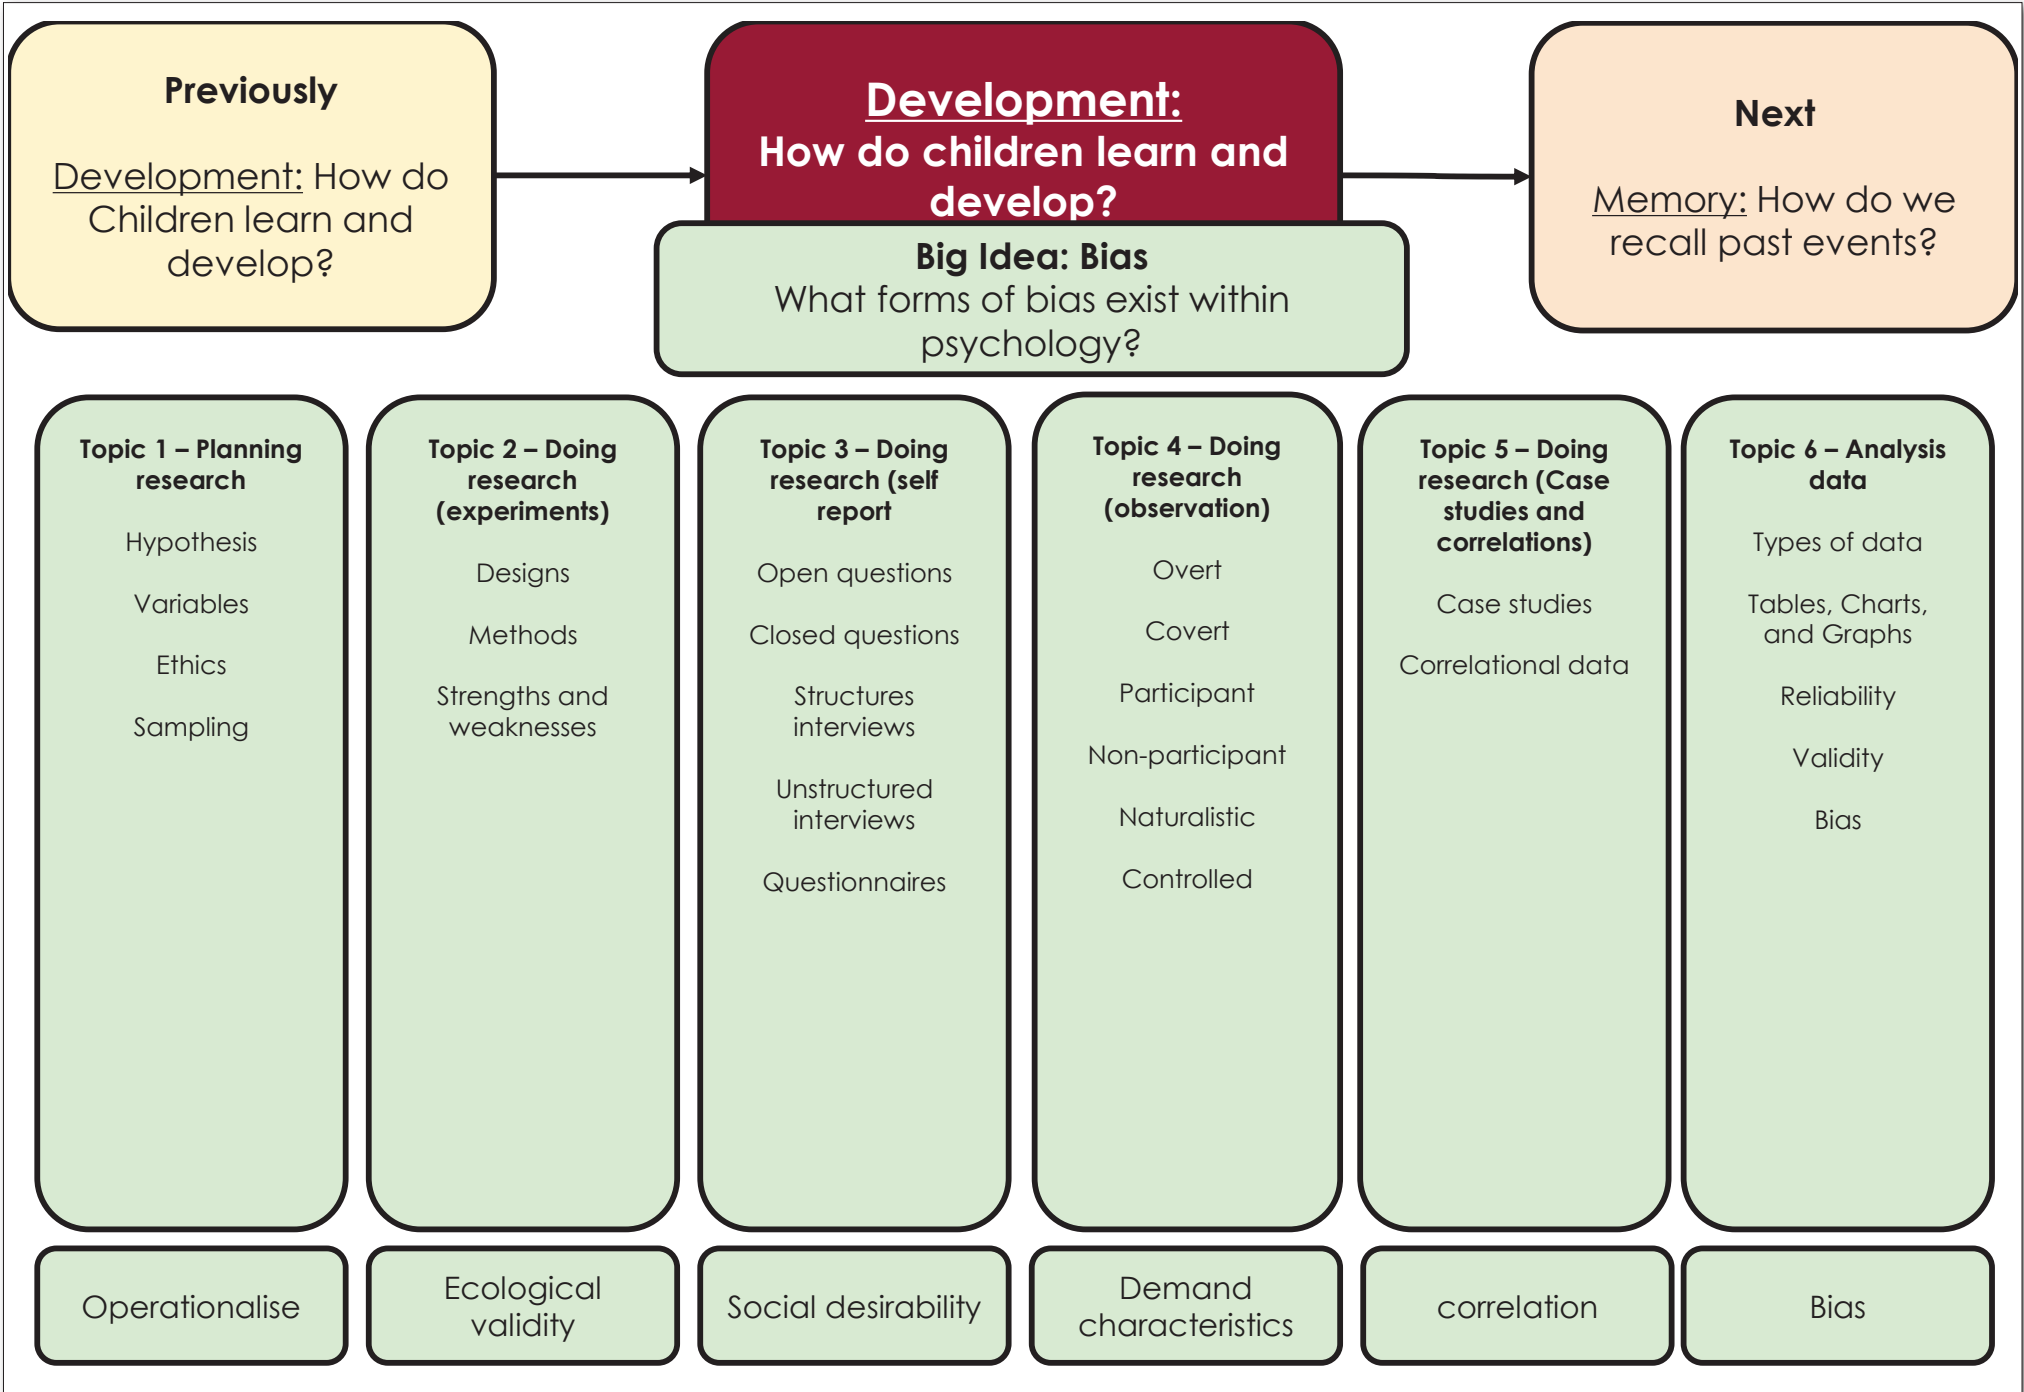 Previously
Development: How do
Children learn and
develop?
Development:
How do children learn and
develop?
Big Idea: Bias
What forms of bias exist within
psychology?
Next
Memory: How do we
recall past events?
Topic 1 – Planning
research
Hypothesis
Variables
Ethics
Sampling
Topic 2 – Doing
research
(experiments)
Designs
Methods
Strengths and
weaknesses
Topic 3 – Doing
research (self
report
Open questions
Closed questions
Structures
interviews
Unstructured
interviews
Questionnaires
Topic 4 – Doing
research
(observation)
Overt
Covert
Participant
Non-participant
Naturalistic
Controlled
Topic 5 – Doing
research (Case
studies and
correlations)
Case studies
Correlational data
Topic 6 – Analysis
data
Types of data
Tables, Charts,
and Graphs
Reliability
Validity
Bias
Operationalise
Ecological
validity
Social desirability
Demand
characteristics
correlation
Bias